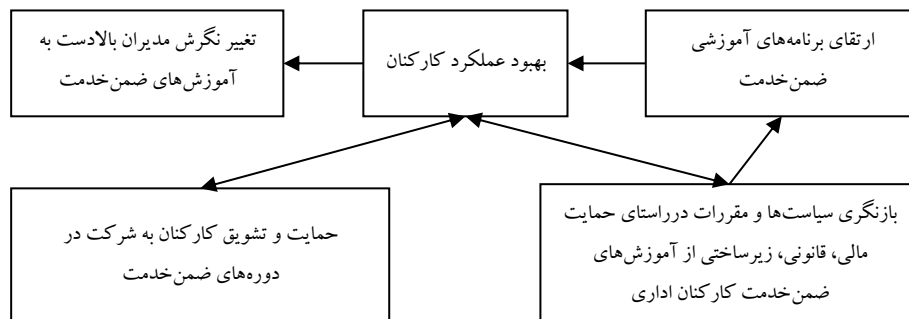 ارتقای برنامه‌های آموزشی
ضمن‌خدمت
بهبود عملکرد کارکنان
تغییر نگرش مدیران بالادست به
آموزش‌های ضمن‌خدمت
بازنگری سیاست‌ها و مقررات درراستای حمایت
مالی، قانونی، زیرساختی از آموزش‌های
ضمن‌خدمت کارکنان اداری
حمایت و تشویق کارکنان به شرکت در
دوره‌های ضمن‌خدمت